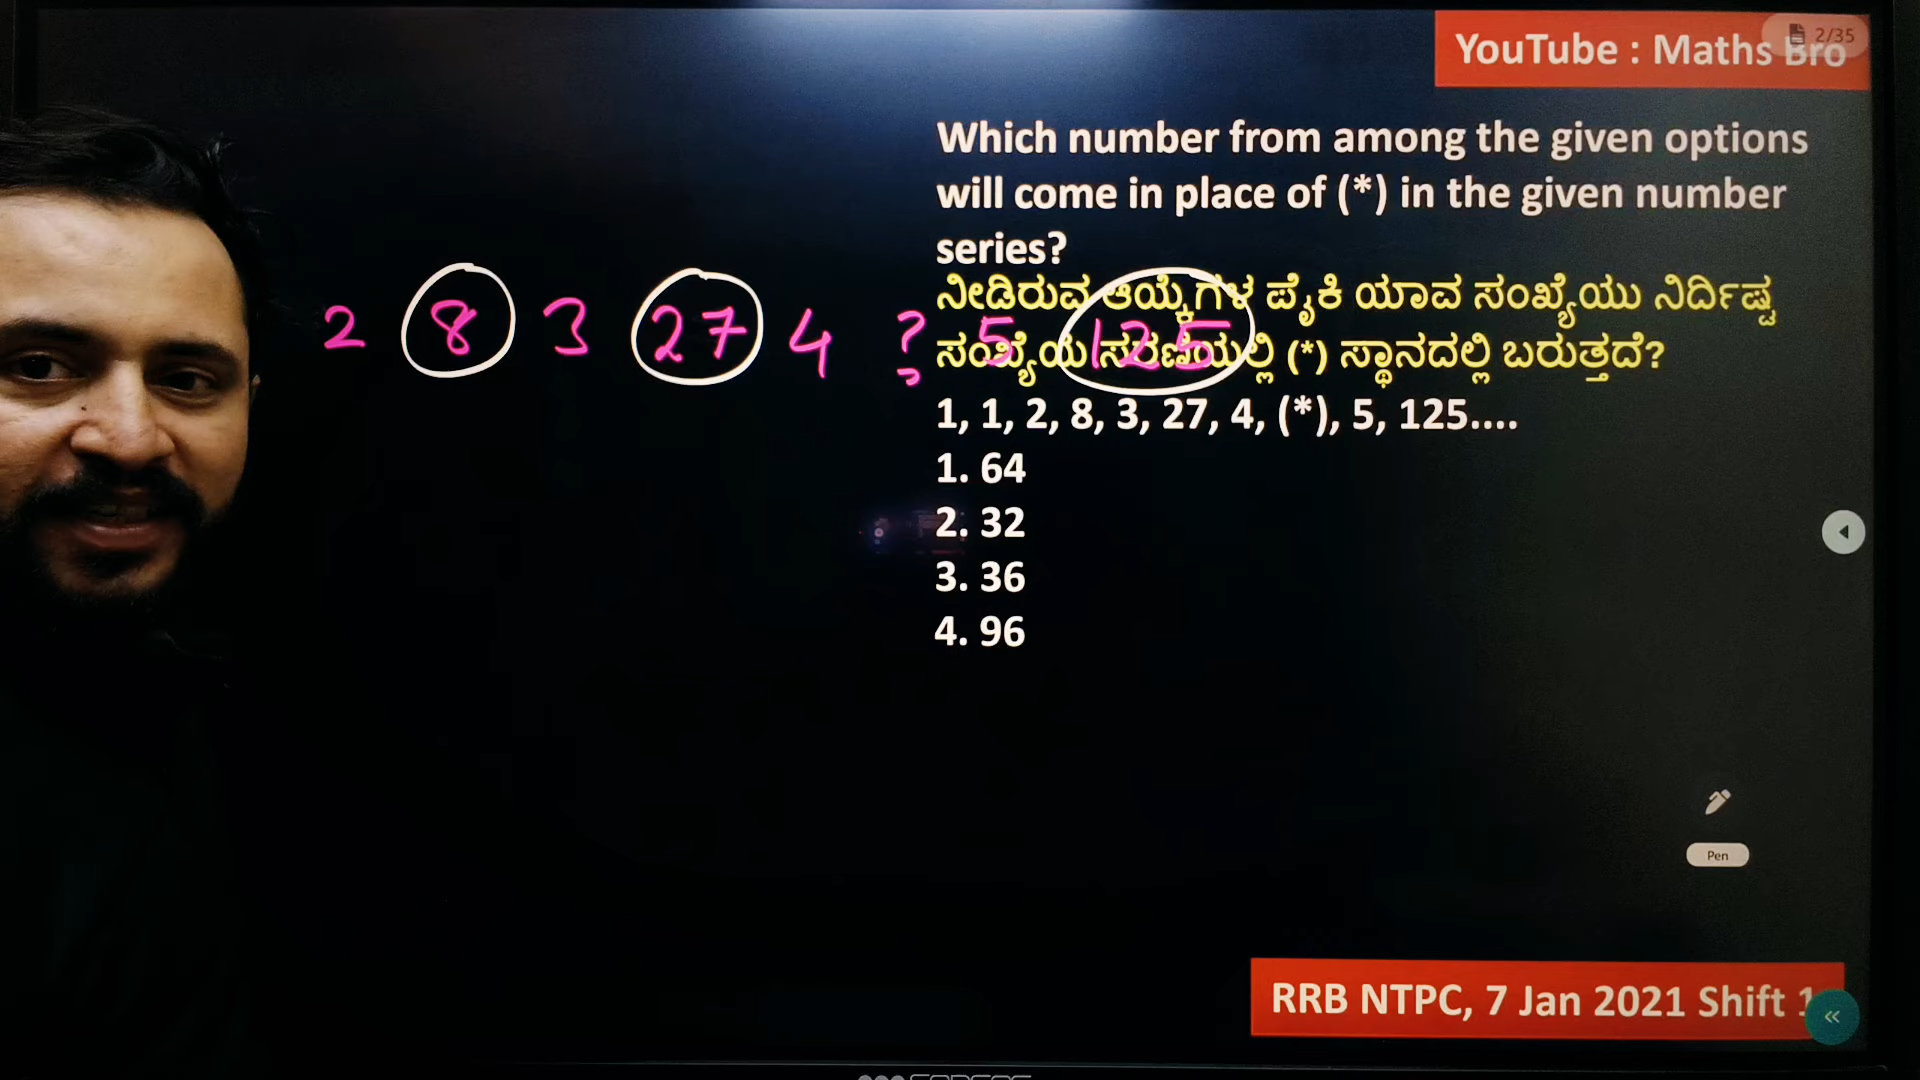 YouTube : Maths Bro
2/35
Which number from among the given options
will come in place of (*) in the given number
series?
ನೀಡಿರುವ ಆಯ್ಕೆಗಳ ಪೈಕಿ ಯಾವ ಸಂಖ್ಯೆಯು ನಿರ್ದಿಷ್ಟ
ಸಂಖ್ಯೆಯ ಸರಣಿಯಲ್ಲಿ (*) ಸ್ಥಾನದಲ್ಲಿ ಬರುತ್ತದೆ?
2 8 3 27 4 ? 5 125
1, 1, 2, 8, 3, 27, 4, (*), 5, 125....
1. 64
2. 32
3. 36
4. 96
Pen
RRB NTPC, 7 Jan 2021 Shift 1